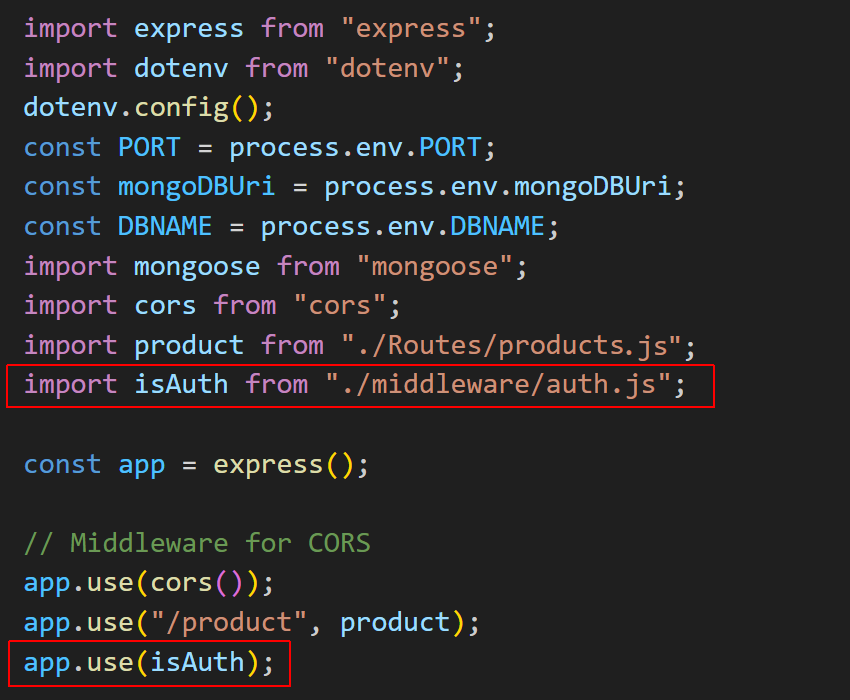 import express from "express";
import dotenv from "dotenv";
dotenv.config();
const PORT = process.env.PORT;
const mongoDBUri = process.env.mongoDBUri;
const DBNAME = process.env.DBNAME;
import mongoose from "mongoose";
import cors from "cors";
import product from "./Routes/products.js";
import isAuth from "./middleware/auth.js";
const app = express();
// Middleware for CORS
app.use(cors());
app.use("/product", product);
app.use(isAuth);